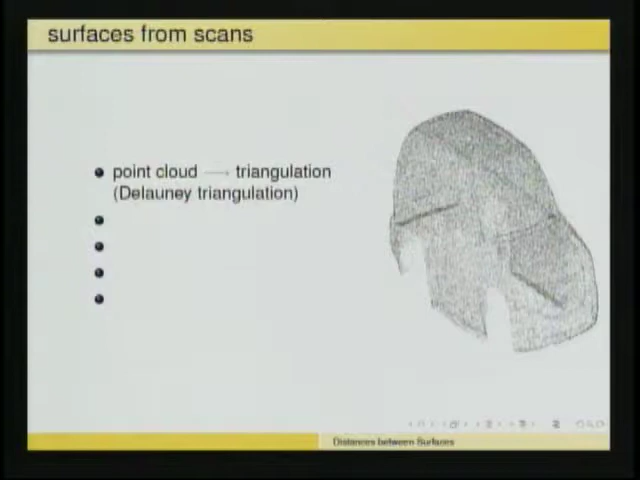 surfaces from scans
point cloud → triangulation
(Delauney triangulation)
Distances between Surfaces